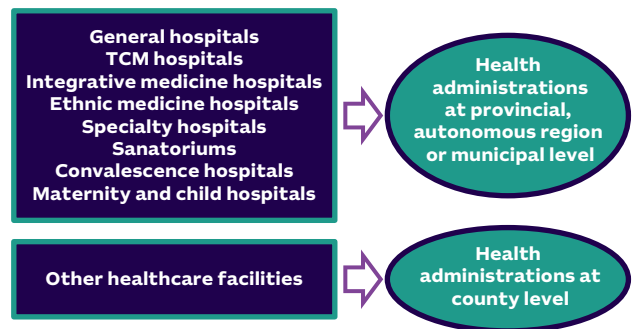 General hospitals
TCM hospitals
Integrative medicine hospitals
Ethnic medicine hospitals
Specialty hospitals
Sanatoriums
Convalescence hospitals
Maternity and child hospitals
Health
administrations
at provincial,
autonomous region
or municipal level
Other healthcare facilities
Health
administrations at
county level